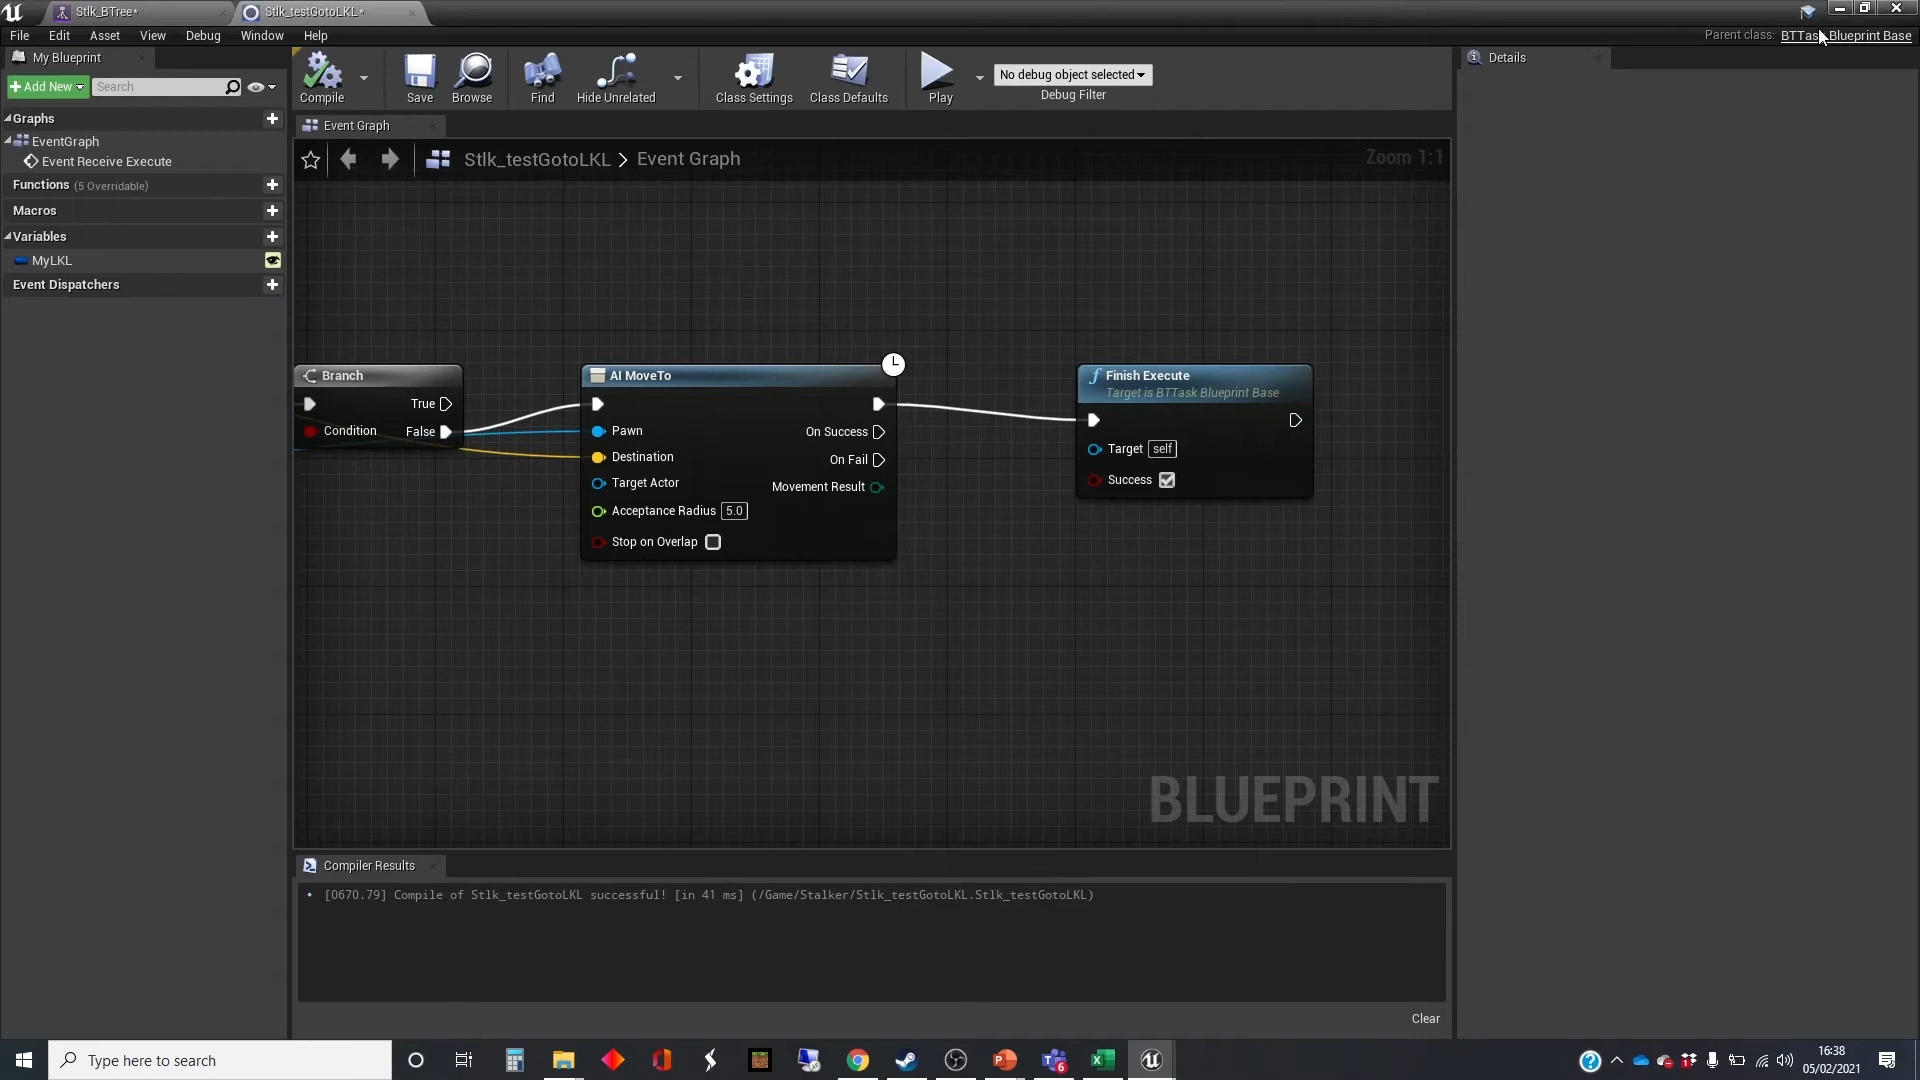 Stlk_BTree*
Stlk_testGotoLKL*
File Edit Asset View Debug Window Help
Parent class: BTTask Blueprint Base
My Blueprint
Add New
Search
Graphs
EventGraph
Event Receive Execute
Functions (5 Overridable)
Macros
Variables
MyLKL
Event Dispatchers
Compile
Save
Browse
Find
Hide Unrelated
Class Settings
Class Defaults
Play
No debug object selected
Debug Filter
Event Graph
Stlk_testGotoLKL > Event Graph
Zoom 1:1
Branch
True
Condition
False
AI MoveTo
Pawn
On Success
Destination
On Fail
Target Actor
Movement Result
Acceptance Radius 5.0
Stop on Overlap
Finish Execute
Target is BTTask Blueprint Base
Target self
Success
BLUEPRINT
Compiler Results
[0670.79] Compile of Stlk_testGotoLKL successful! [in 41 ms] (/Game/Stalker/Stlk_testGotoLKL.Stlk_testGotoLKL)
Clear
Details
Type here to search
6
16:38
05/02/2021